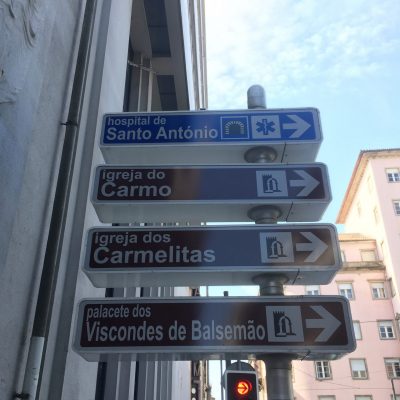 hospital de
Santo António
igreja do
Carmo
igreja dos
Carmelitas
palacete dos
Viscondes de Balsemão